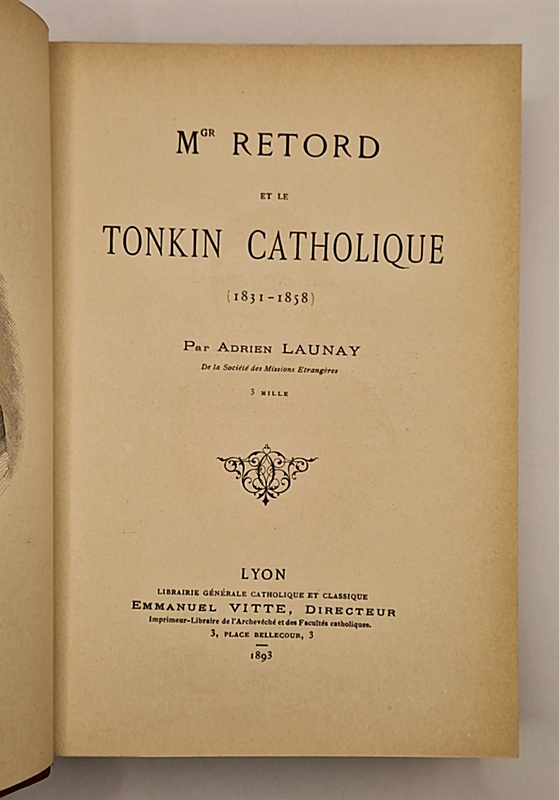 MGR RETORD
ET LE
TONKIN CATHOLIQUE
(1831-1858)
Par ADRIEN LAUNAY
De la Société des Missions Etrangères
3 MILLE
LYON
LIBRAIRIE GÉNÉRALE CATHOLIQUE ET CLASSIQUE
EMMANUEL VITTE, DIRECTEUR
Imprimeur-Libraire de l'Archevêché et des Facultés catholiques.
3, PLACE BELLECOUR, 3
1893